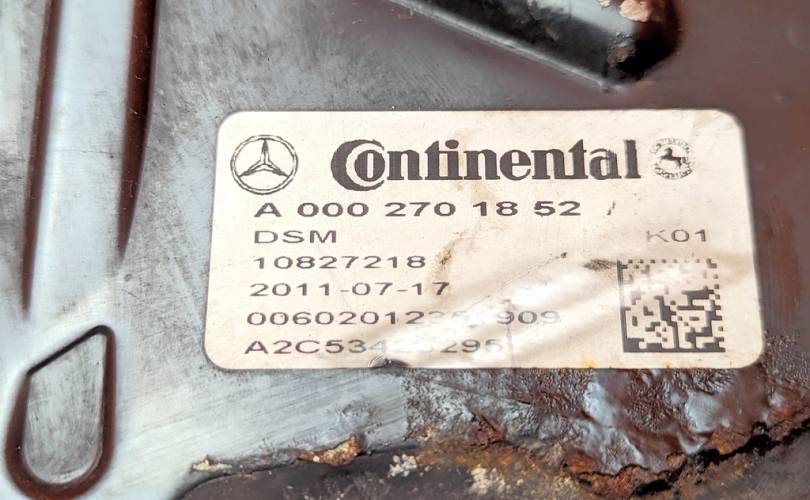 Continental
A 000 270 18 52 /
DSM K01
10827218
2011-07-17